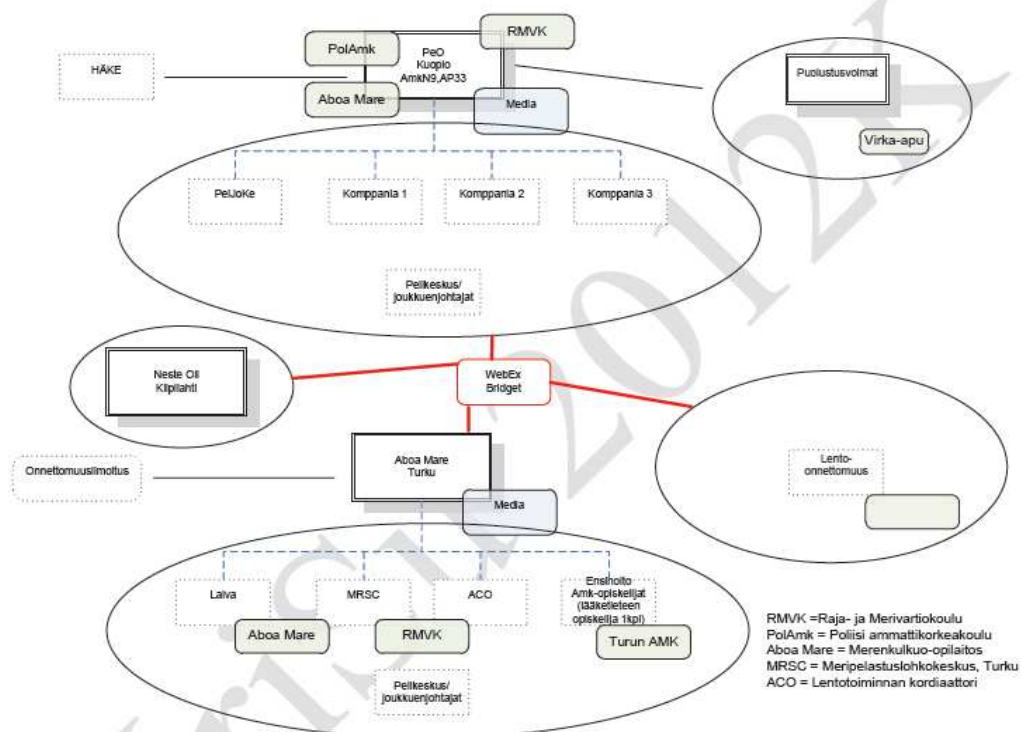 RMVK
PolAmk
PeO
Kuopio
AmkN9,AP33
HÄKE
Aboa Mare
Media
Puolustusvoimat
Virka-apu
PelJoKe
Komppania 1
Komppania 2
Komppania 3
Pelikeskus/
joukkuenjohtajat
Neste Oil
Kilpilahti
WebEx
Bridget
Aboa Mare
Turku
Onnettomuusilmoitus
Media
Lento-
onnettomuus
Laiva
MRSC
ACO
Ensihoito
Amk-opiskelijat
(lääketieteen
opiskelija 1kpl)
Aboa Mare
RMVK
Turun AMK
Pelikeskus/
joukkuenjohtajat
RMVK =Raja- ja Merivartiokoulu
PolAmk = Poliisi ammattikorkeakoulu
Aboa Mare = Merenkulkuo-opilaitos
MRSC = Meripelastuslohkokeskus, Turku
ACO = Lentotoiminnan kordiaattori